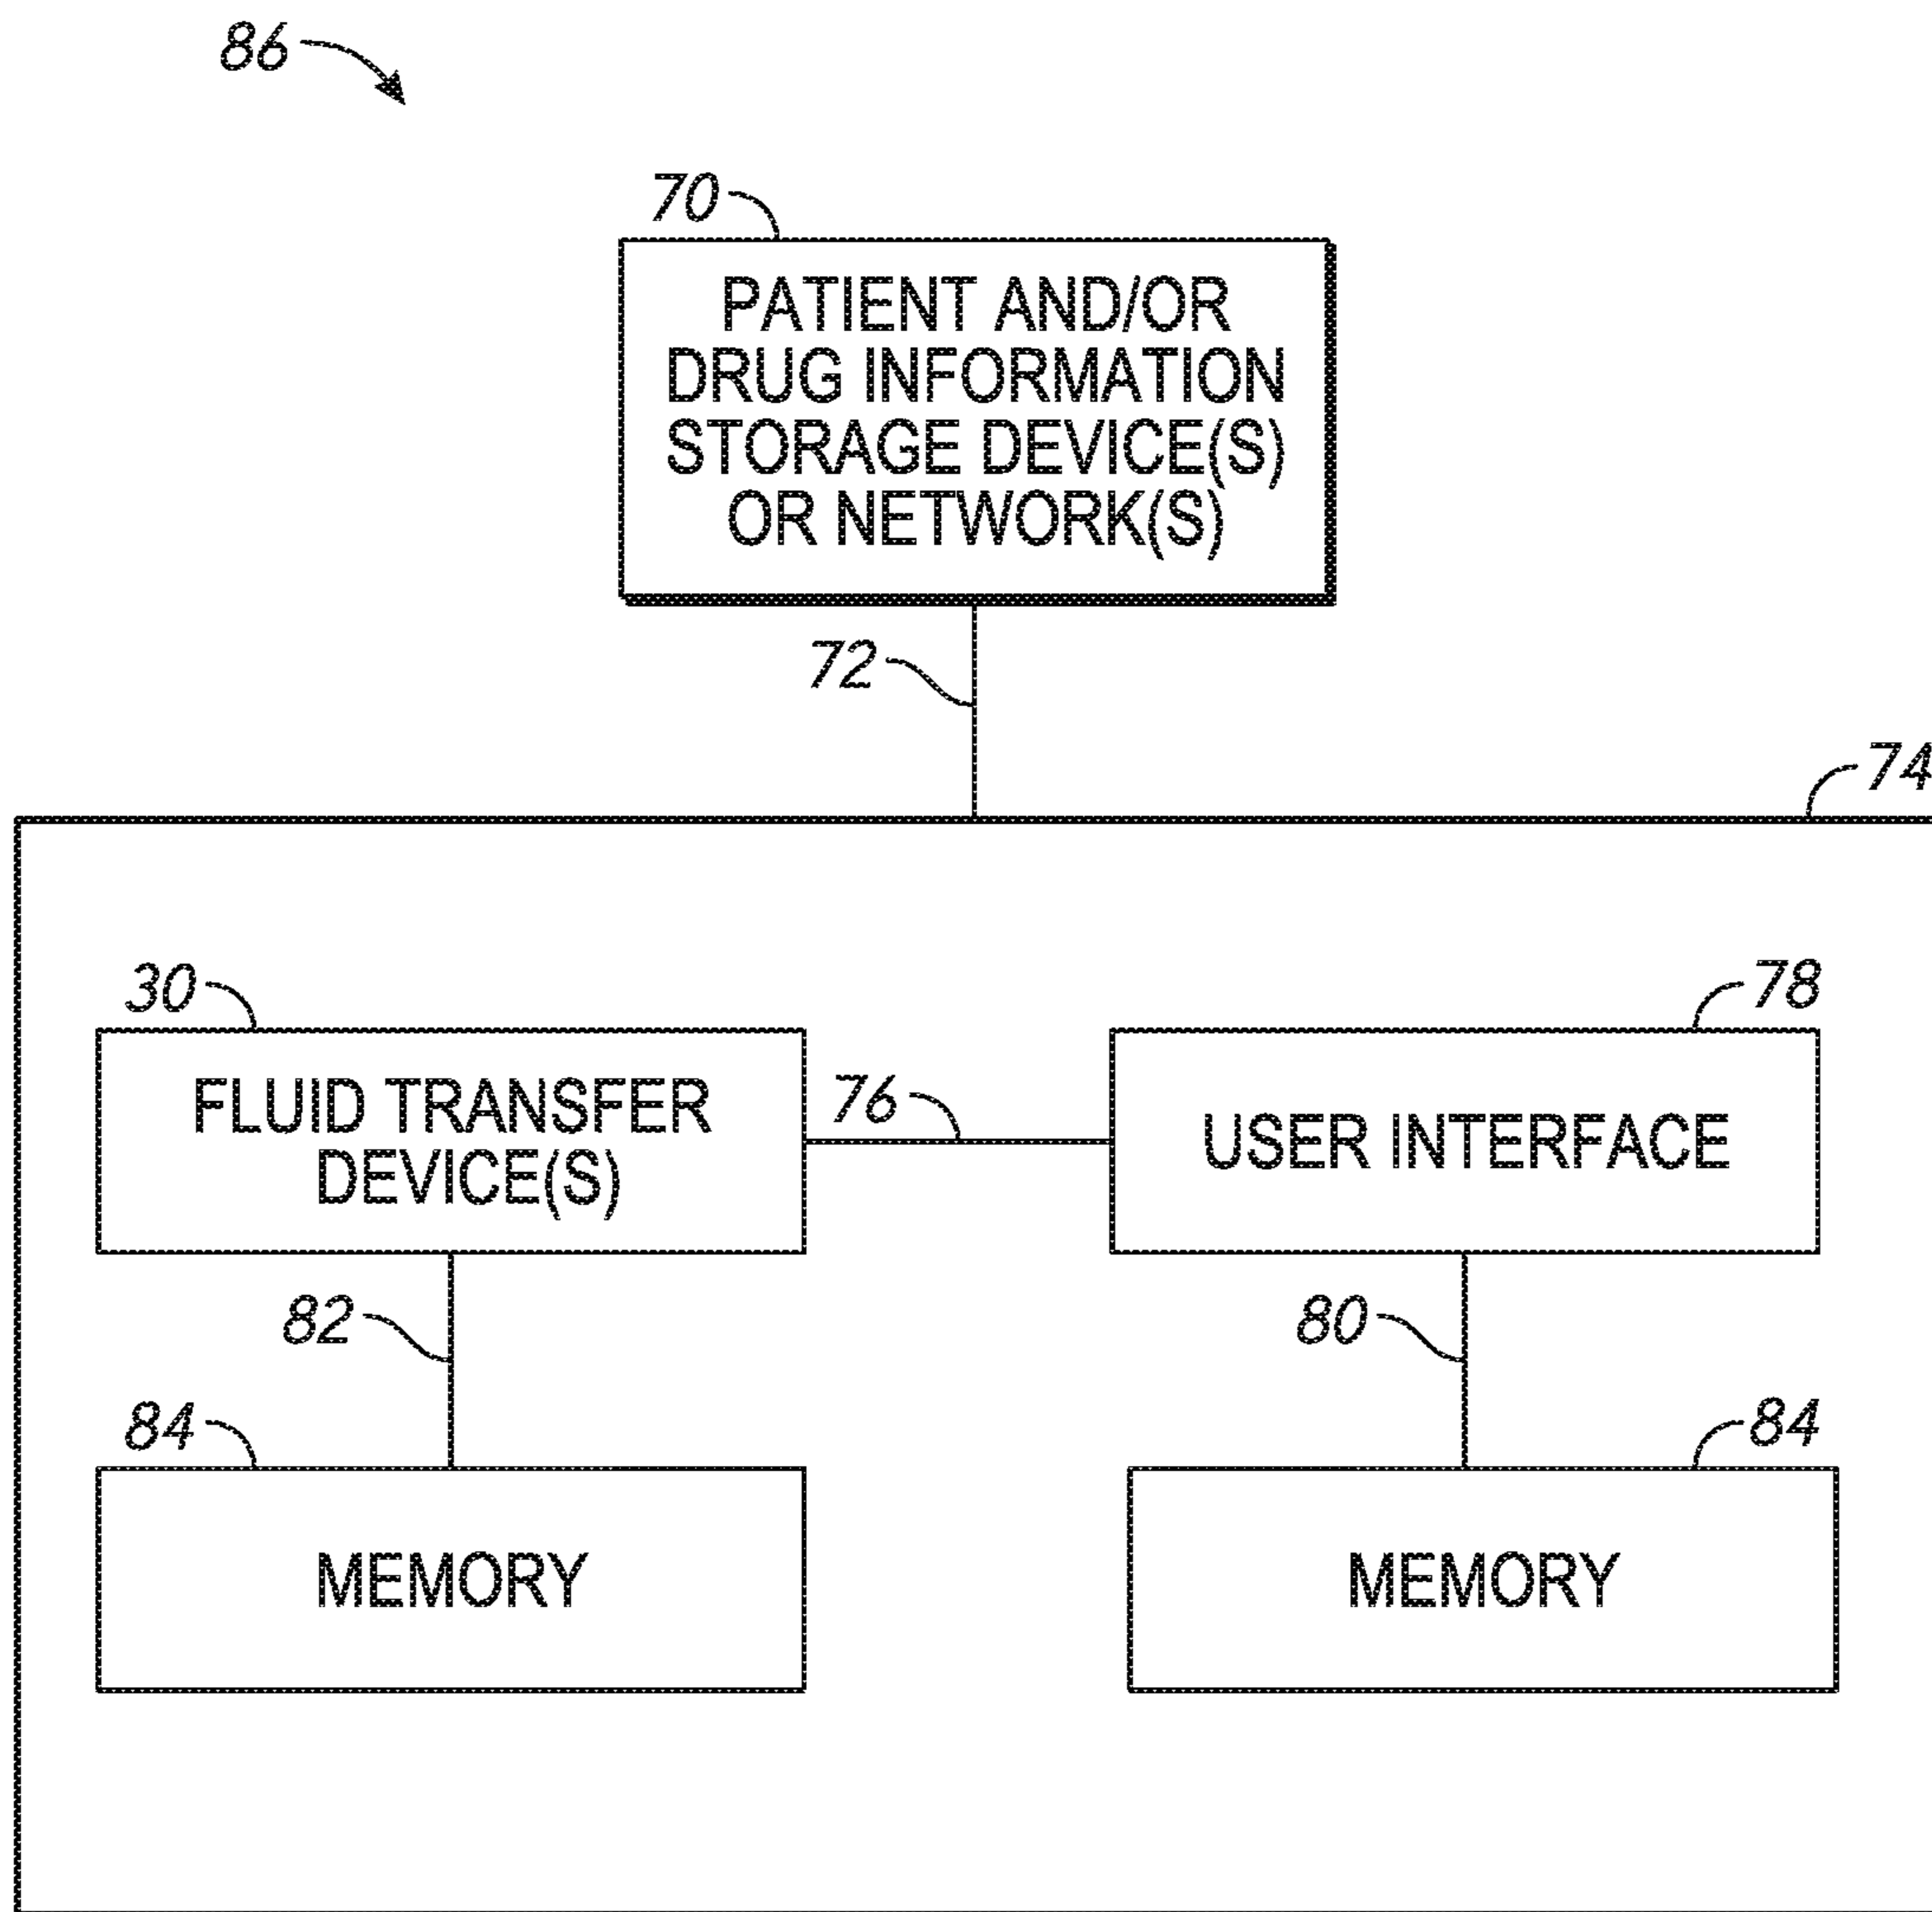 86
70
PATIENT AND/OR
DRUG INFORMATION
STORAGE DEVICE(S)
OR NETWORK(S)
72
74
30
78
FLUID TRANSFER
DEVICE(S)
76
USER INTERFACE
82
80
84
84
MEMORY
MEMORY